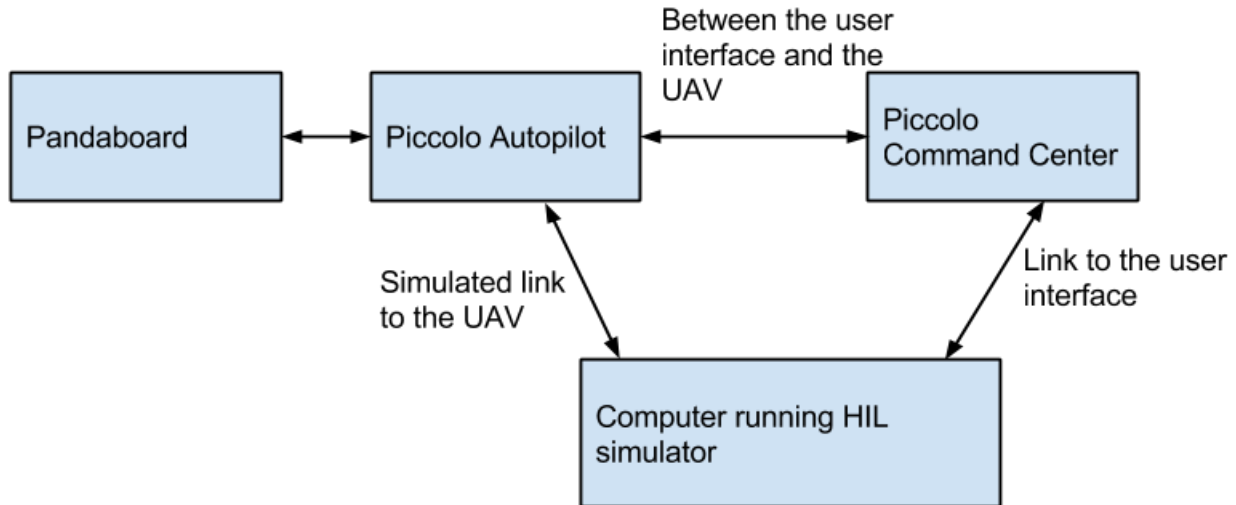 Between the user
interface and the
UAV
Pandaboard
Piccolo Autopilot
Piccolo
Command Center
Simulated link
to the UAV
Link to the user
interface
Computer running HIL
simulator